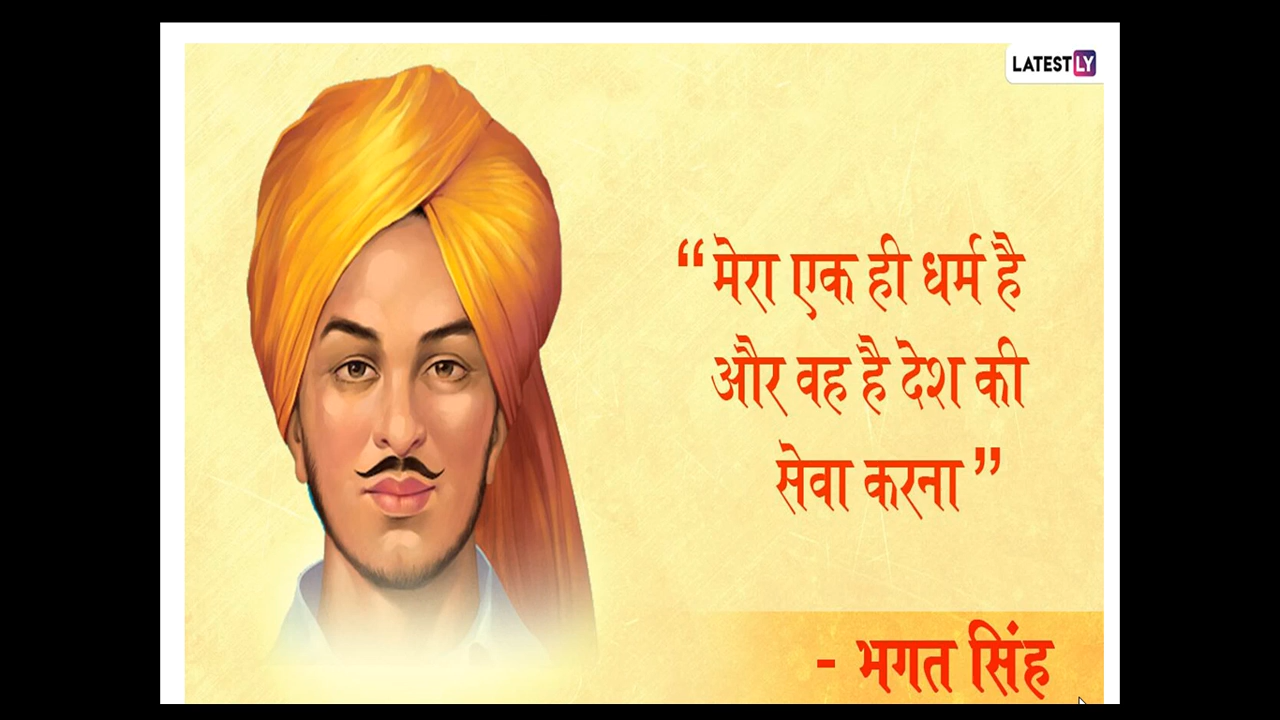 LATESTLY
“मेरा एक ही धर्म है
और वह है देश की
सेवा करना”
- भगत सिंह